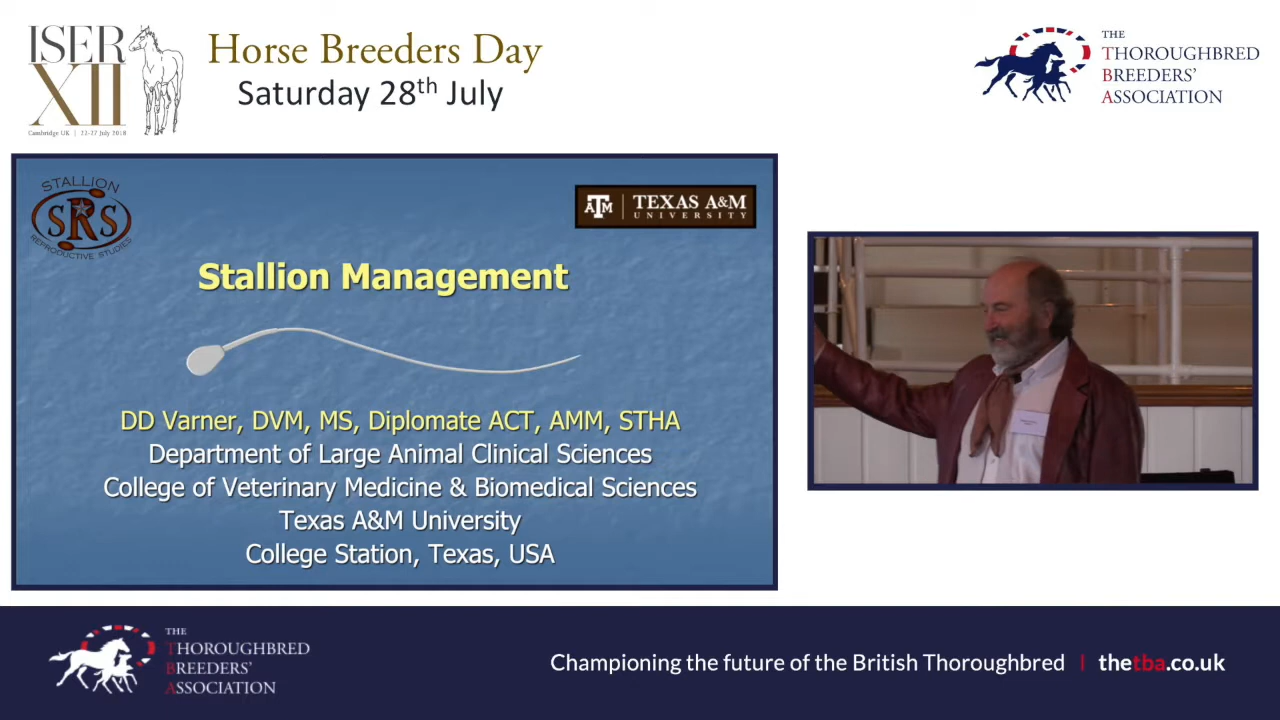 ISER
XII
Cambridge UK | 22-27 July 2018
Horse Breeders Day
Saturday 28th July
THE
THOROUGHBRED
BREEDERS'
ASSOCIATION
STALLION
SRS
REPRODUCTIVE STUDIES
ATM
TEXAS A&M
UNIVERSITY
Stallion Management
DD Varner, DVM, MS, Diplomate ACT, AMM, STHA
Department of Large Animal Clinical Sciences
College of Veterinary Medicine & Biomedical Sciences
Texas A&M University
College Station, Texas, USA
THE
THOROUGHBRED
BREEDERS'
ASSOCIATION
Championing the future of the British Thoroughbred | thetba.co.uk